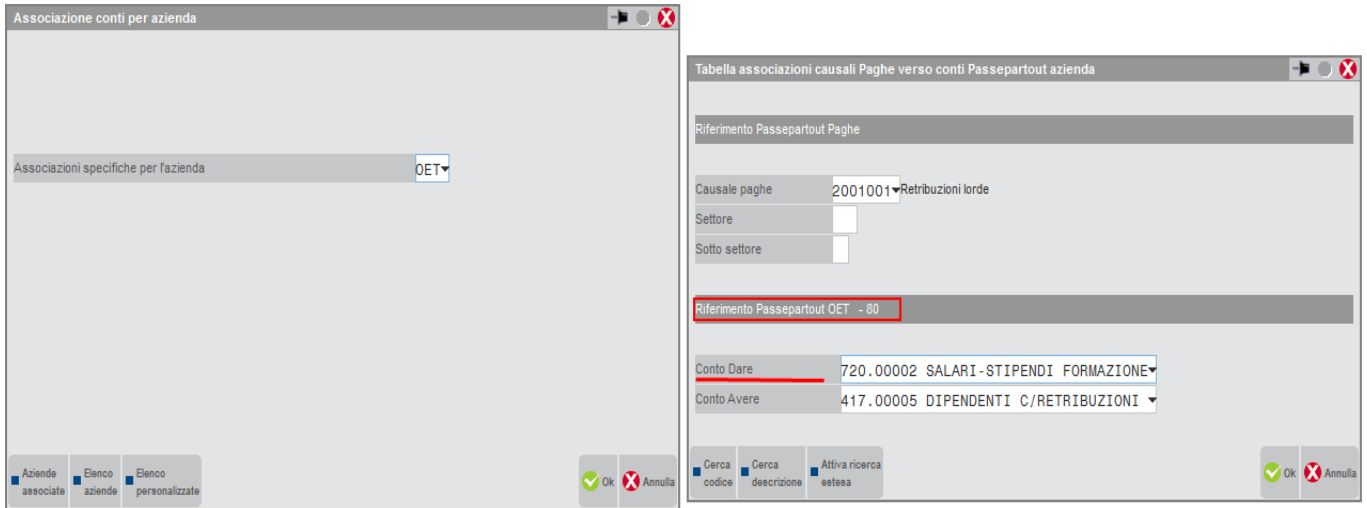 Associazione conti per azienda
Associazioni specifiche per l'azienda
OET
Aziende associate
Elenco aziende
Elenco personalizzate
Ok
Annulla
Tabella associazioni causali Paghe verso conti Passepartout azienda
Riferimento Passepartout Paghe
Causale paghe 2001001 Retribuzioni lorde
Settore
Sotto settore
Riferimento Passepartout OET - 80
Conto Dare 720.00002 SALARI-STIPENDI FORMAZIONE
Conto Avere 417.00005 DIPENDENTI C/RETRIBUZIONI
Cerca codice
Cerca descrizione
Attiva ricerca estesa
Ok
Annulla